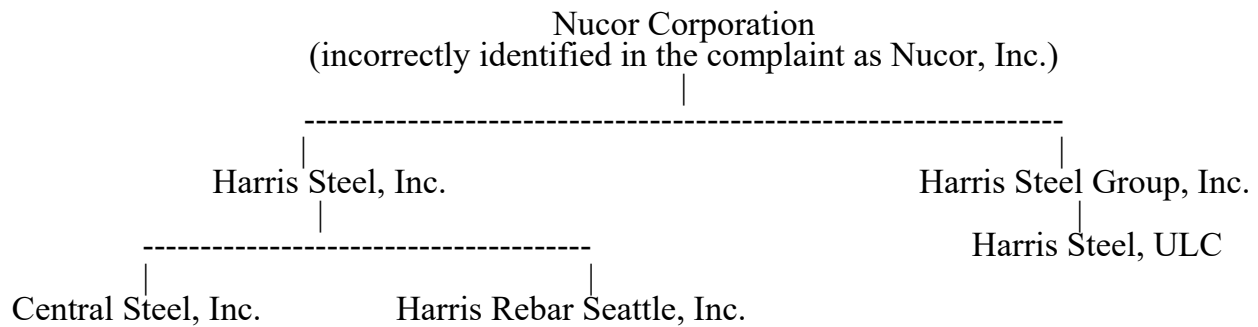 Nucor Corporation
(incorrectly identified in the complaint as Nucor, Inc.)
Harris Steel, Inc.
Harris Steel Group, Inc.
Harris Steel, ULC
Central Steel, Inc.
Harris Rebar Seattle, Inc.